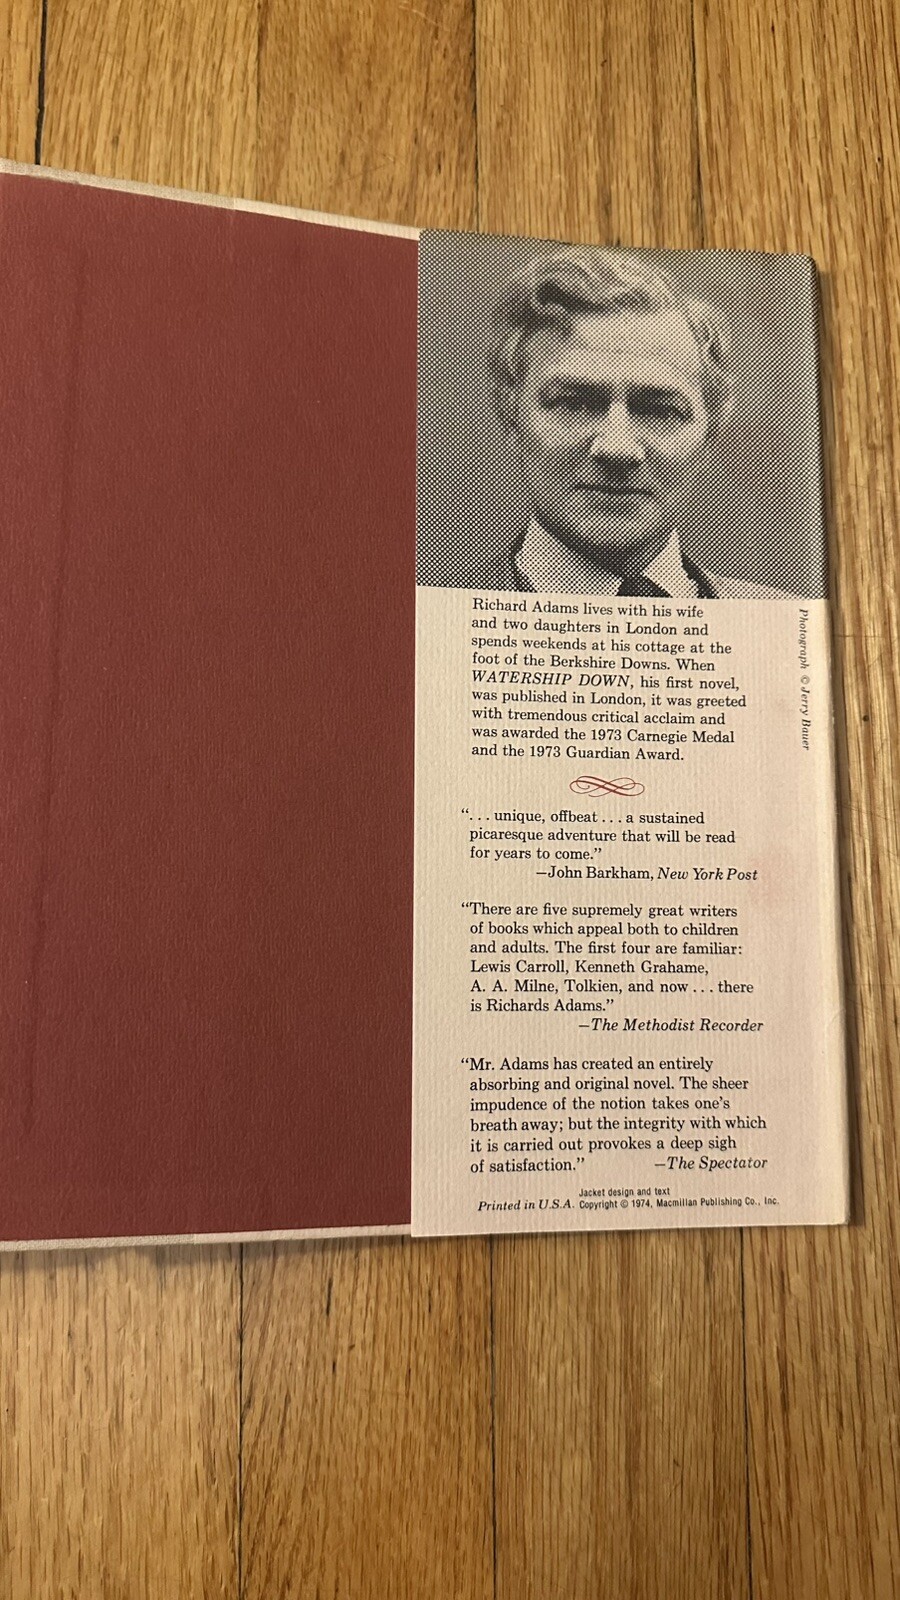 Richard Adams lives with his wife
and two daughters in London and
spends weekends at his cottage at the
foot of the Berkshire Downs. When
WATERSHIP DOWN, his first novel,
was published in London, it was greeted
with tremendous critical acclaim and
was awarded the 1973 Carnegie Medal
and the 1973 Guardian Award.
Photograph © Jerry Bauer
“. . . unique, offbeat . . . a sustained
picaresque adventure that will be read
for years to come.”
—John Barkham, New York Post
“There are five supremely great writers
of books which appeal both to children
and adults. The first four are familiar:
Lewis Carroll, Kenneth Grahame,
A. A. Milne, Tolkien, and now . . . there
is Richards Adams.”
—The Methodist Recorder
“Mr. Adams has created an entirely
absorbing and original novel. The sheer
impudence of the notion takes one’s
breath away; but the integrity with which
it is carried out provokes a deep sigh
of satisfaction.” —The Spectator
Jacket design and text
Printed in U.S.A. Copyright © 1974, Macmillan Publishing Co., Inc.